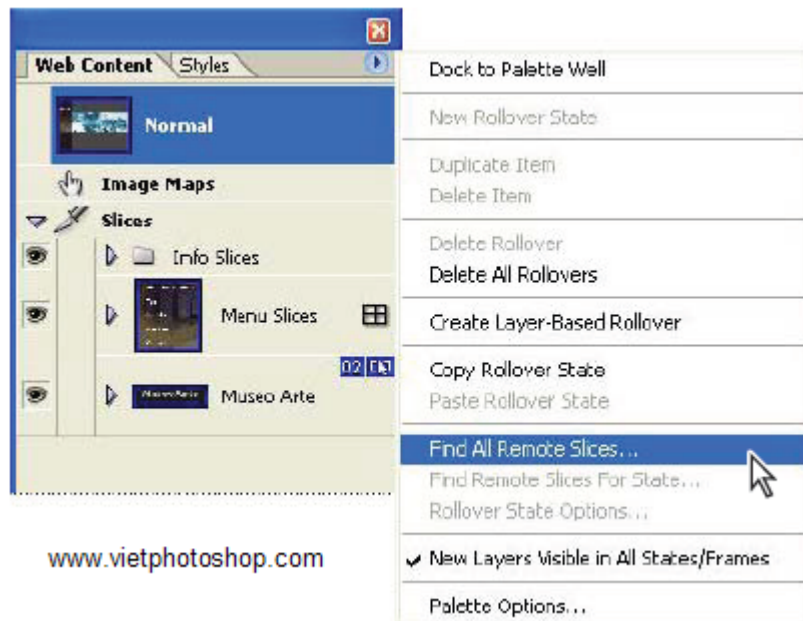 Web Content Styles
Normal
Image Maps
Slices
Info Slices
Menu Slices
02
Museo Arte
www.vietphotoshop.com
Dock to Palette Well
New Rollover State
Duplicate Item
Delete Item
Delete Rollover
Delete All Rollovers
Create Layer-Based Rollover
Copy Rollover State
Paste Rollover State
Find All Remote Slices...
Find Remote Slices For State...
Rollover State Options...
New Layers Visible in All States/Frames
Palette Options...